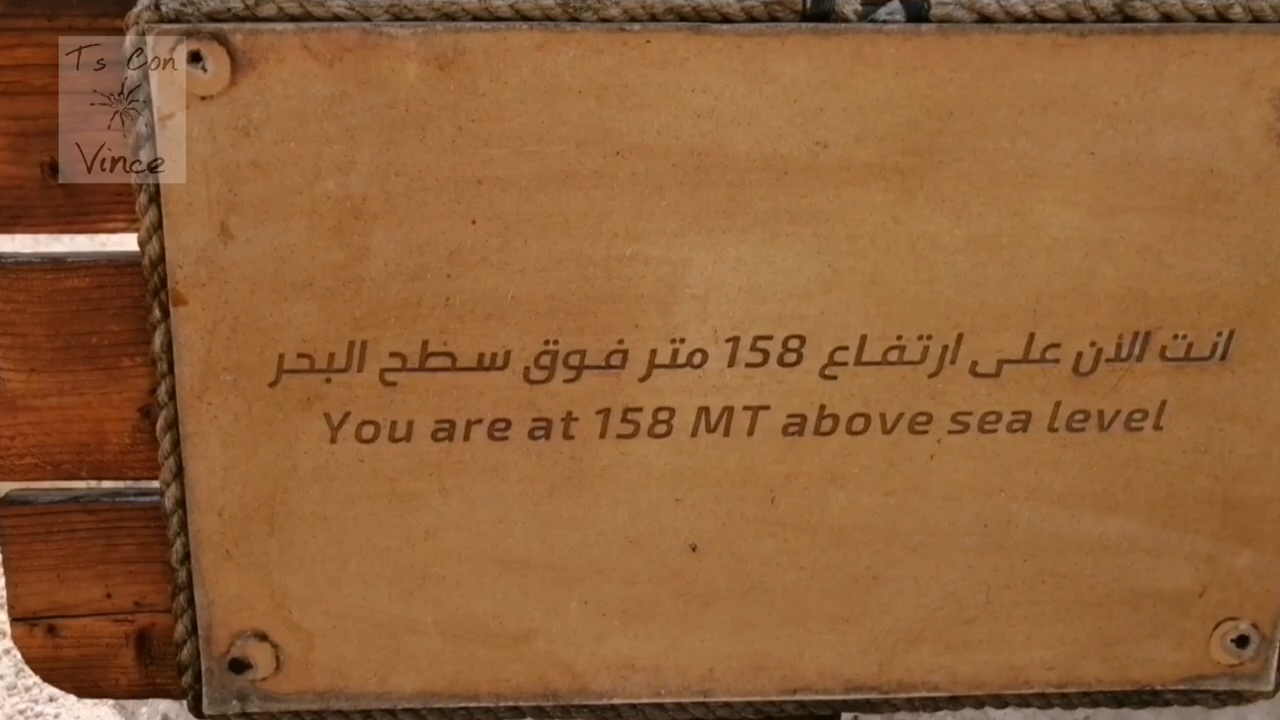 Ts Con
Vince
انت الأن على ارتفاع 158 متر فوق سطح البحر
You are at 158 MT above sea level